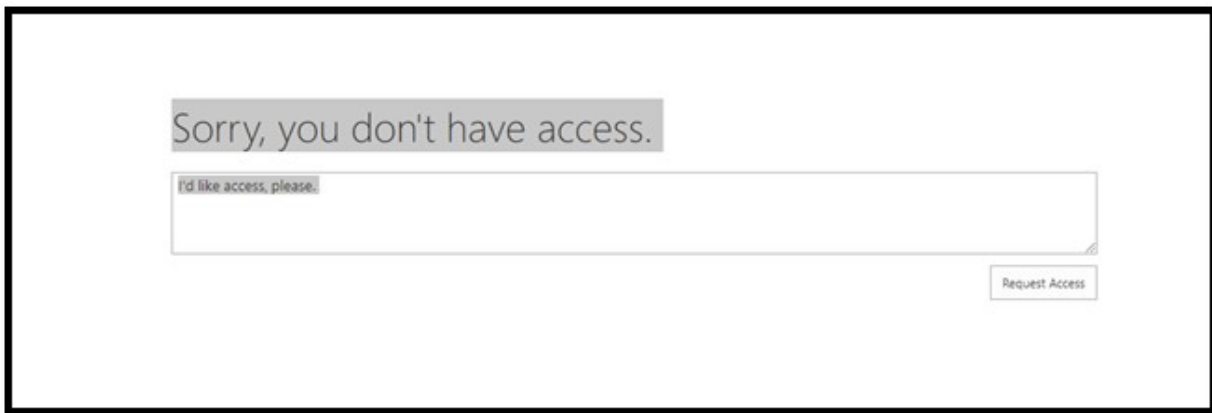 Sorry, you don't have access.
I'd like access, please.
Request Access